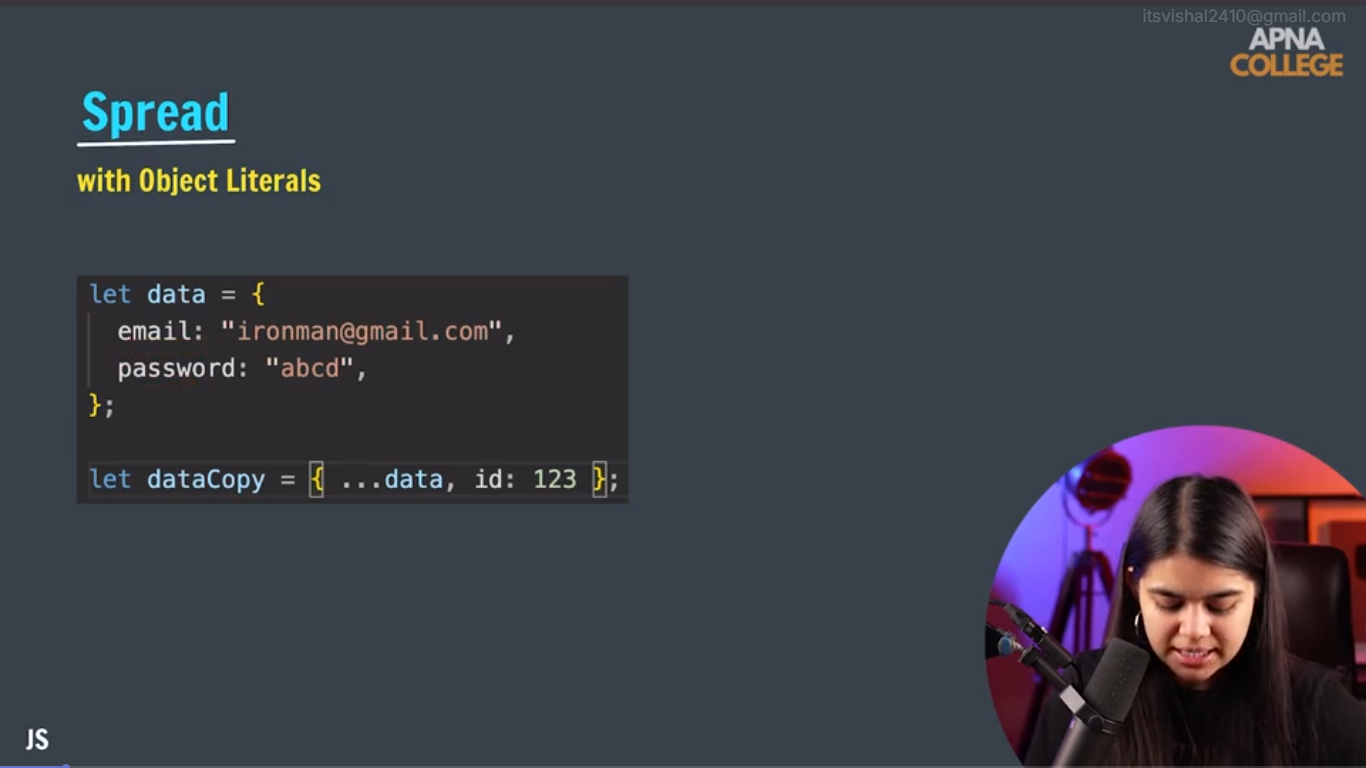 itsvishal2410@gmail.com
APNA
COLLEGE
Spread
with Object Literals
let data = {
  email: "ironman@gmail.com",
  password: "abcd",
};
let dataCopy = { ...data, id: 123 };
JS